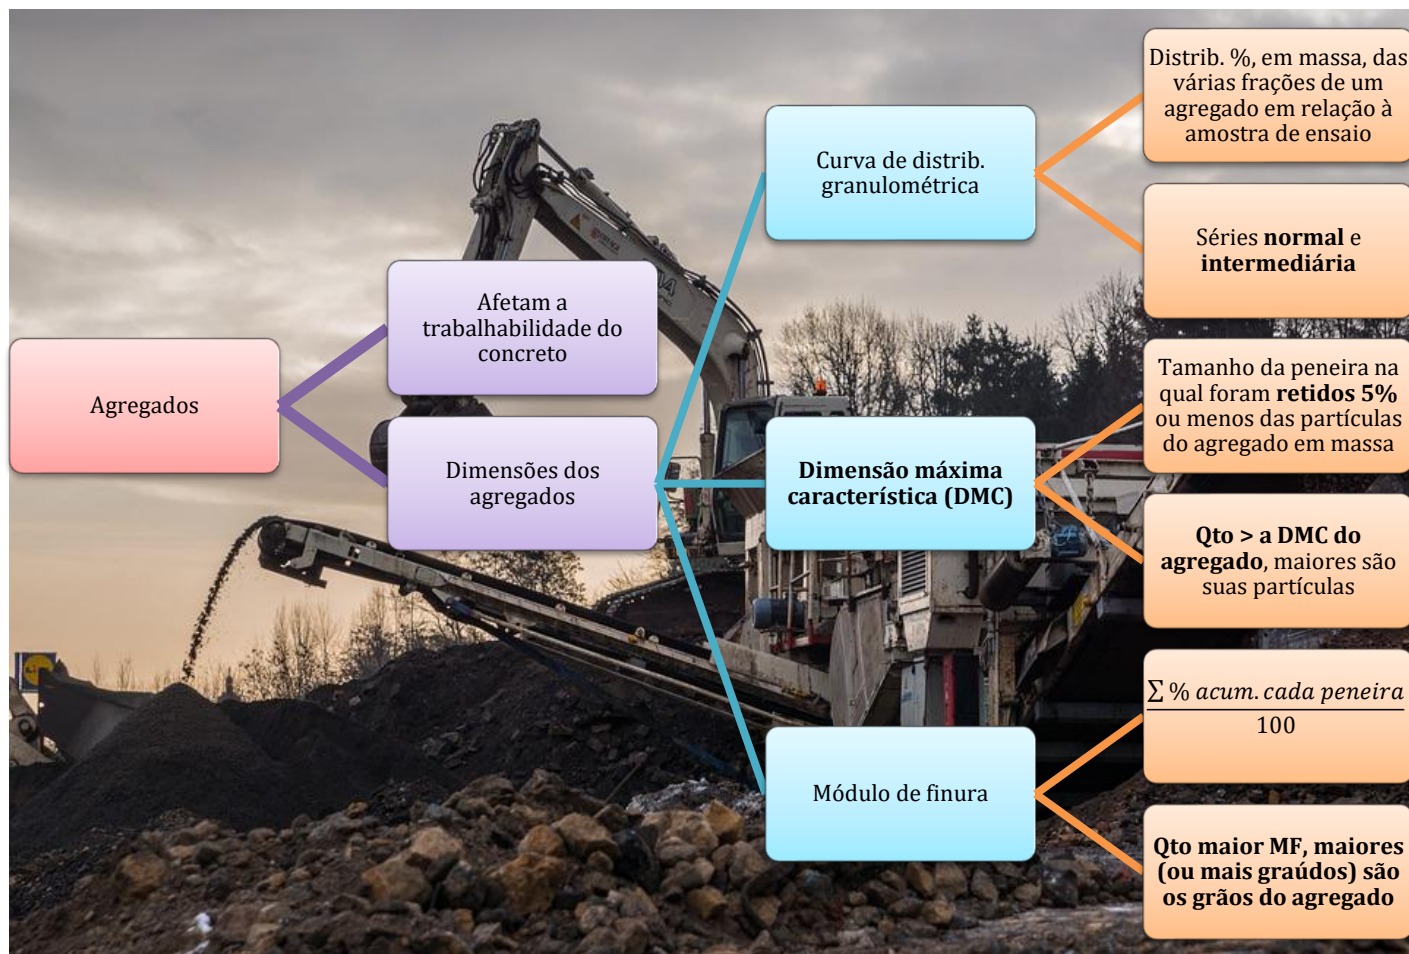 Agregados
Afetam a
trabalhabilidade do
concreto
Dimensões dos
agregados
Curva de distrib.
granulométrica
Distrib. %, em massa, das
várias frações de um
agregado em relação à
amostra de ensaio
Séries normal e
intermediária
Dimensão máxima
característica (DMC)
Tamanho da peneira na
qual foram retidos 5%
ou menos das partículas
do agregado em massa
Qto > a DMC do
agregado, maiores são
suas partículas
Módulo de finura
∑ % acum. cada peneira
100
Qto maior MF, maiores
(ou mais graúdos) são
os grãos do agregado